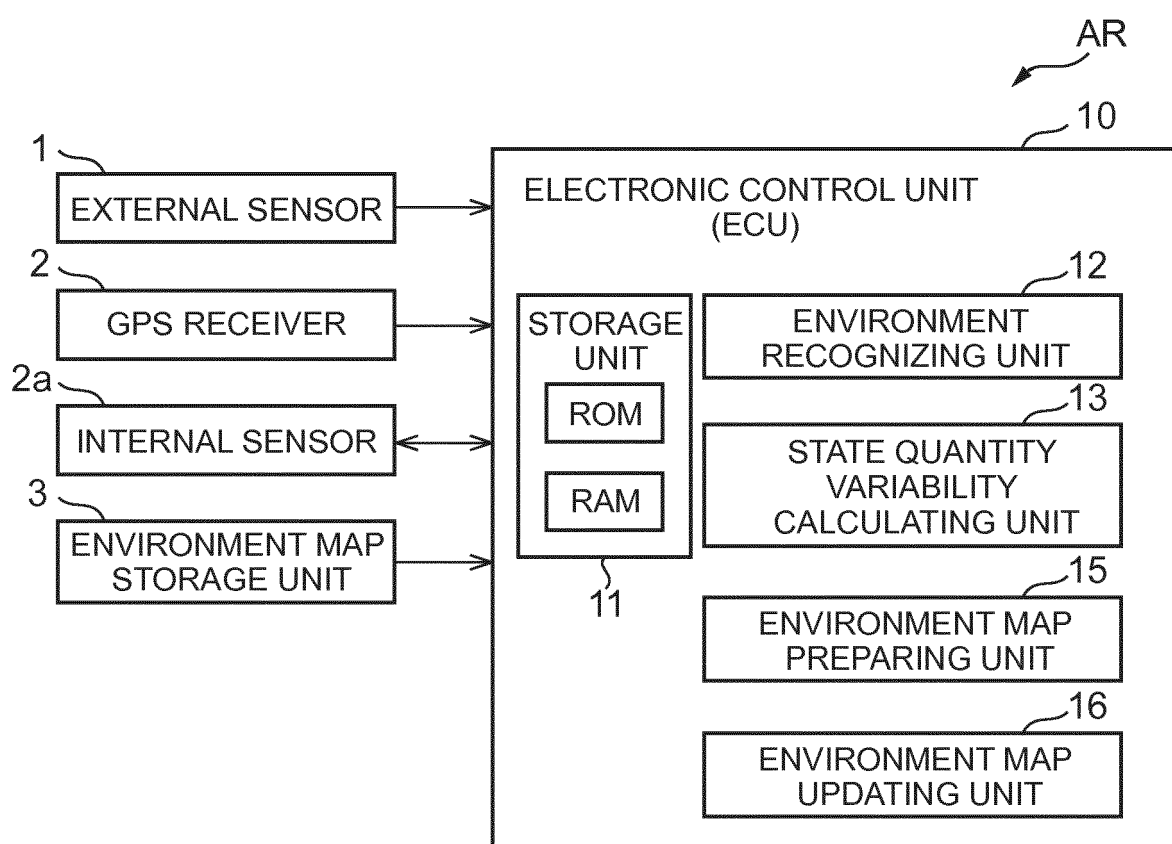 AR
10
1
EXTERNAL SENSOR
2
GPS RECEIVER
2a
INTERNAL SENSOR
3
ENVIRONMENT MAP
STORAGE UNIT
ELECTRONIC CONTROL UNIT
(ECU)
STORAGE
UNIT
ROM
RAM
11
12
ENVIRONMENT
RECOGNIZING UNIT
13
STATE QUANTITY
VARIABILITY
CALCULATING UNIT
15
ENVIRONMENT MAP
PREPARING UNIT
16
ENVIRONMENT MAP
UPDATING UNIT